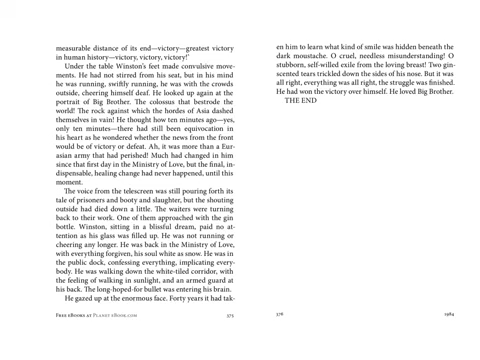 measurable distance of its end—victory—greatest victory
in human history—victory, victory, victory!'
Under the table Winston's feet made convulsive move-
ments. He had not stirred from his seat, but in his mind
he was running, swiftly running, he was with the crowds
outside, cheering himself deaf. He looked up again at the
portrait of Big Brother. The colossus that bestrode the
world! The rock against which the hordes of Asia dashed
themselves in vain! He thought how ten minutes ago—yes,
only ten minutes—there had still been equivocation in
his heart as he wondered whether the news from the front
would be of victory or defeat. Ah, it was more than a Eur-
asian army that had perished! Much had changed in him
since that first day in the Ministry of Love, but the final, in-
dispensable, healing change had never happened, until this
moment.
The voice from the telescreen was still pouring forth its
tale of prisoners and booty and slaughter, but the shouting
outside had died down a little. The waiters were turning
back to their work. One of them approached with the gin
bottle. Winston, sitting in a blissful dream, paid no at-
tention as his glass was filled up. He was not running or
cheering any longer. He was back in the Ministry of Love,
with everything forgiven, his soul white as snow. He was in
the public dock, confessing everything, implicating every-
body. He was walking down the white-tiled corridor, with
the feeling of walking in sunlight, and an armed guard at
his back. The long-hoped-for bullet was entering his brain.
He gazed up at the enormous face. Forty years it had tak-
Free eBooks at Planet eBook.com
375
en him to learn what kind of smile was hidden beneath the
dark moustache. O cruel, needless misunderstanding! O
stubborn, self-willed exile from the loving breast! Two gin-
scented tears trickled down the sides of his nose. But it was
all right, everything was all right, the struggle was finished.
He had won the victory over himself. He loved Big Brother.
THE END
376
1984